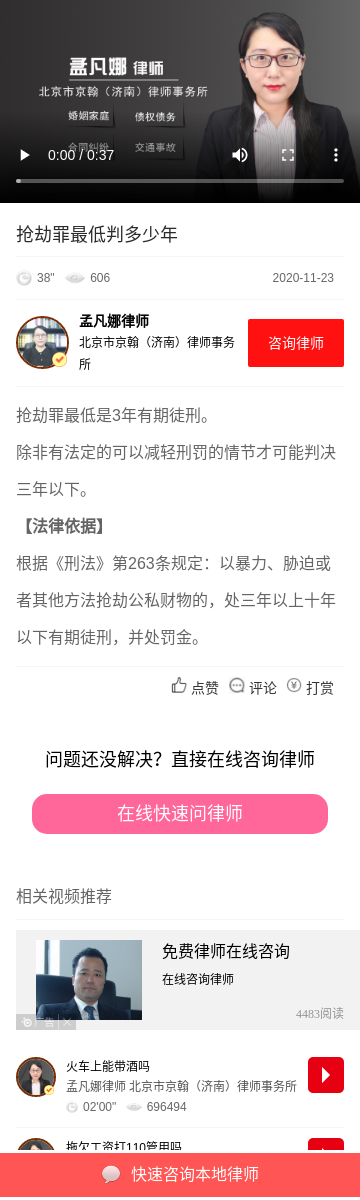 孟凡娜 律师
北京市京翰（济南）律师事务所
婚姻家庭 债权债务
合同纠纷 交通事故
0:00 / 0:37
抢劫罪最低判多少年
38" 606 2020-11-23
孟凡娜律师
北京市京翰（济南）律师事务
所
咨询律师
抢劫罪最低是3年有期徒刑。
除非有法定的可以减轻刑罚的情节才可能判决
三年以下。
【法律依据】
根据《刑法》第263条规定：以暴力、胁迫或
者其他方法抢劫公私财物的，处三年以上十年
以下有期徒刑，并处罚金。
点赞 评论 打赏
问题还没解决？直接在线咨询律师
在线快速问律师
相关视频推荐
免费律师在线咨询
在线咨询律师
广告
4483阅读
火车上能带酒吗
孟凡娜律师 北京市京翰（济南）律师事务所
02'00" 696494
拖欠工资打110管用吗
快速咨询本地律师